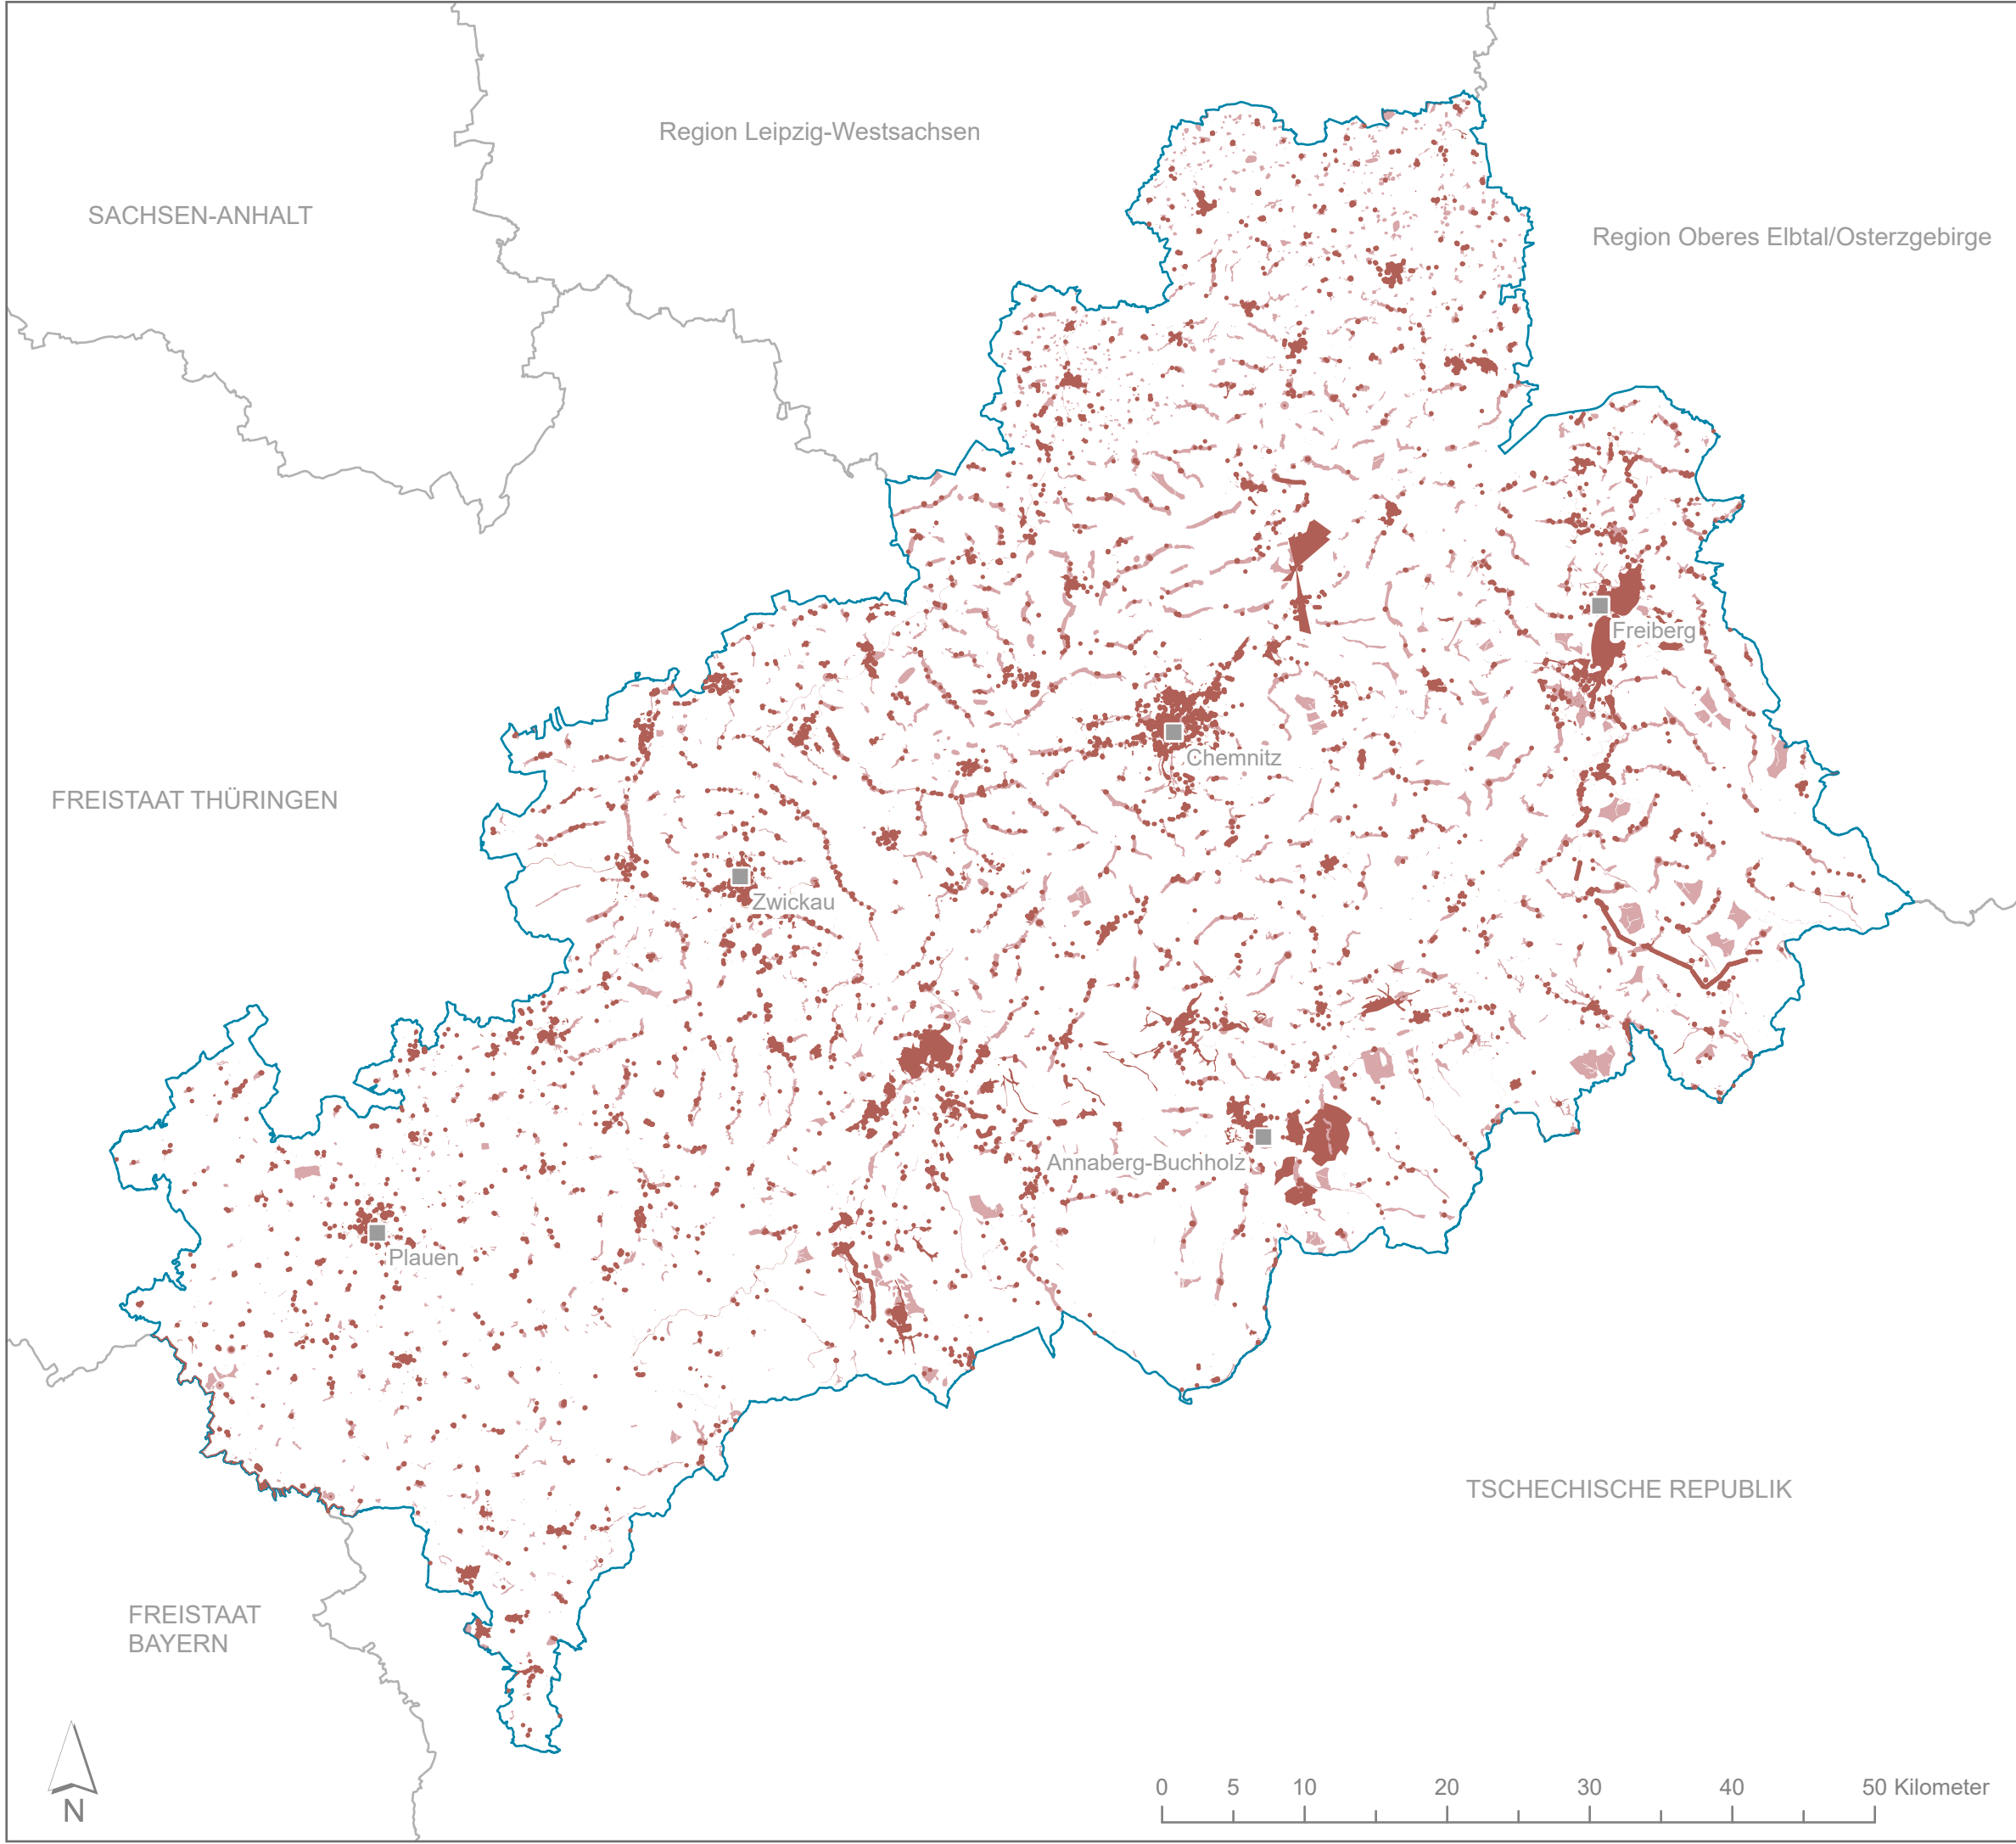 Region Leipzig-Westsachsen
SACHSEN-ANHALT
Region Oberes Elbtal/Osterzgebirge
Freiberg
Chemnitz
FREISTAAT THÜRINGEN
Zwickau
Annaberg-Buchholz
Plauen
TSCHECHISCHE REPUBLIK
FREISTAAT
BAYERN
N
0 5 10 20 30 40 50 Kilometer